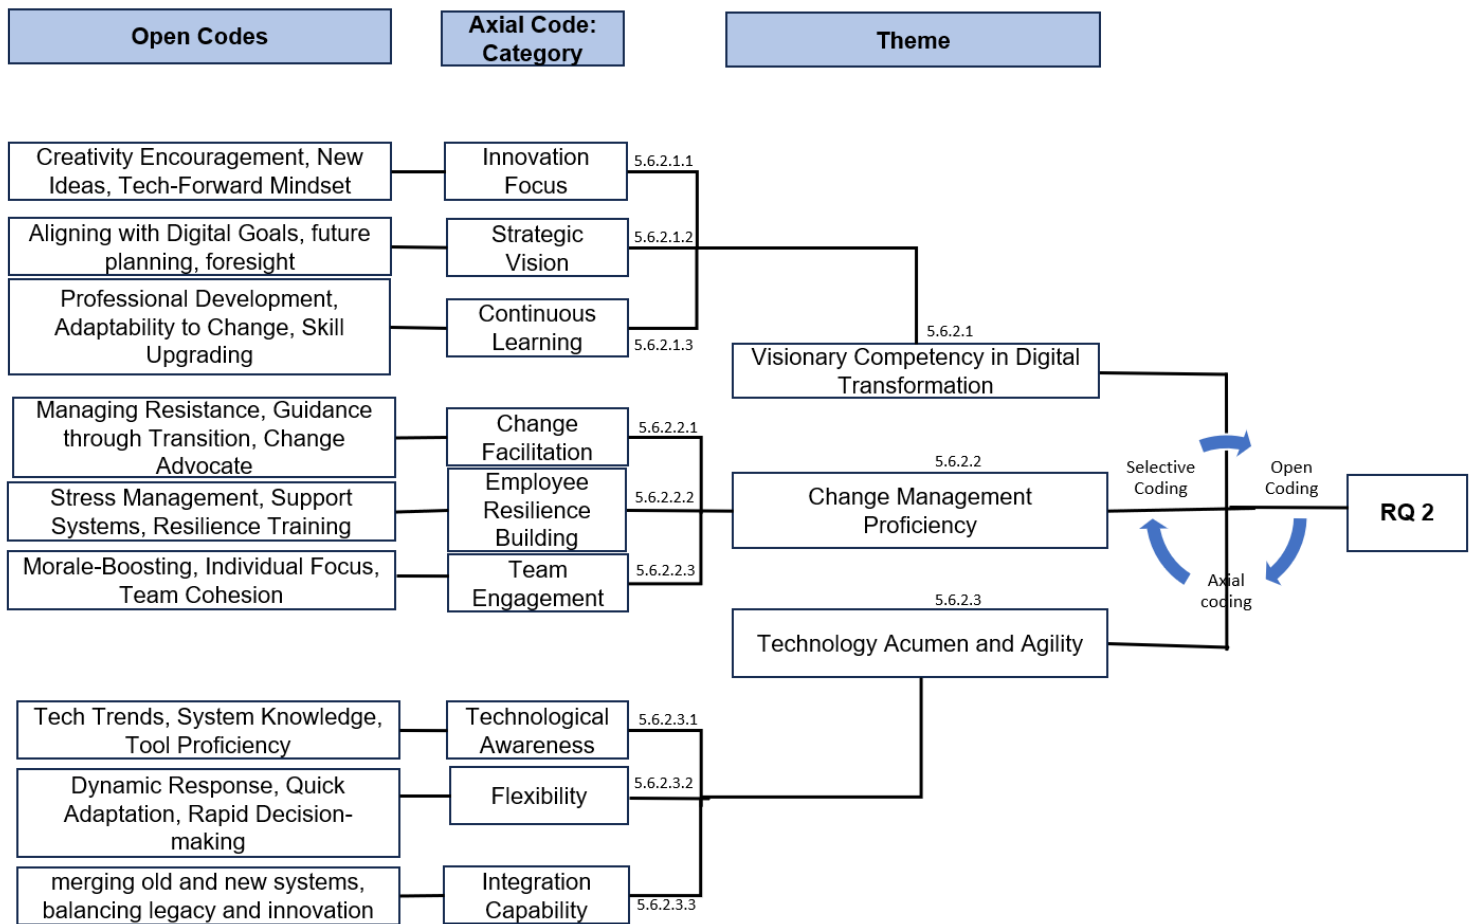 Open Codes
Axial Code:
Category
Theme
Creativity Encouragement, New
Ideas, Tech-Forward Mindset
Innovation
Focus
5.6.2.1.1
Aligning with Digital Goals, future
planning, foresight
Strategic
Vision
5.6.2.1.2
Professional Development,
Adaptability to Change, Skill
Upgrading
Continuous
Learning
5.6.2.1.3
5.6.2.1
Visionary Competency in Digital
Transformation
Managing Resistance, Guidance
through Transition, Change
Advocate
Change
Facilitation
5.6.2.2.1
Stress Management, Support
Systems, Resilience Training
Employee
Resilience
Building
5.6.2.2.2
Morale-Boosting, Individual Focus,
Team Cohesion
Team
Engagement
5.6.2.2.3
5.6.2.2
Change Management
Proficiency
Selective
Coding
Open
Coding
Axial
coding
RQ 2
5.6.2.3
Technology Acumen and Agility
Tech Trends, System Knowledge,
Tool Proficiency
Technological
Awareness
5.6.2.3.1
Dynamic Response, Quick
Adaptation, Rapid Decision-
making
Flexibility
5.6.2.3.2
merging old and new systems,
balancing legacy and innovation
Integration
Capability
5.6.2.3.3